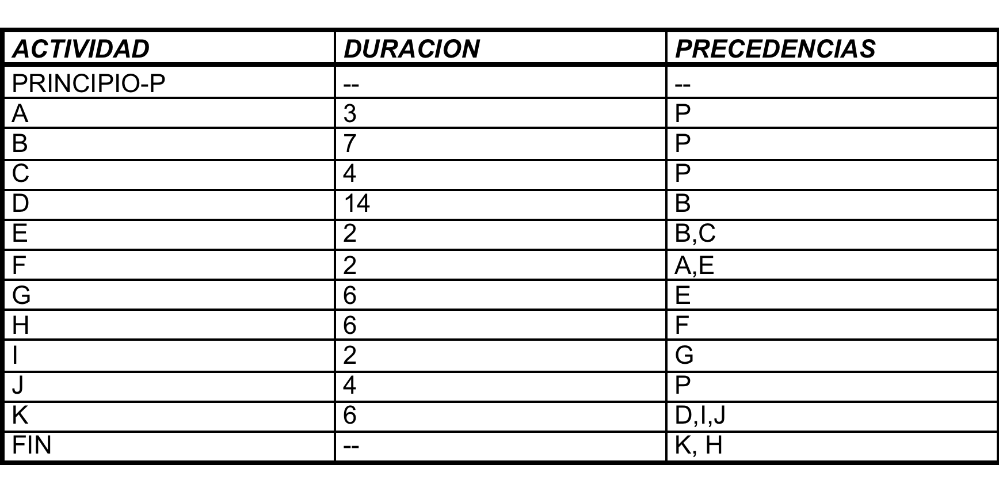 ACTIVIDAD DURACION PRECEDENCIAS
PRINCIPIO-P -- --
A 3 P
B 7 P
C 4 P
D 14 B
E 2 B,C
F 2 A,E
G 6 E
H 6 F
I 2 G
J 4 P
K 6 D,I,J
FIN -- K, H